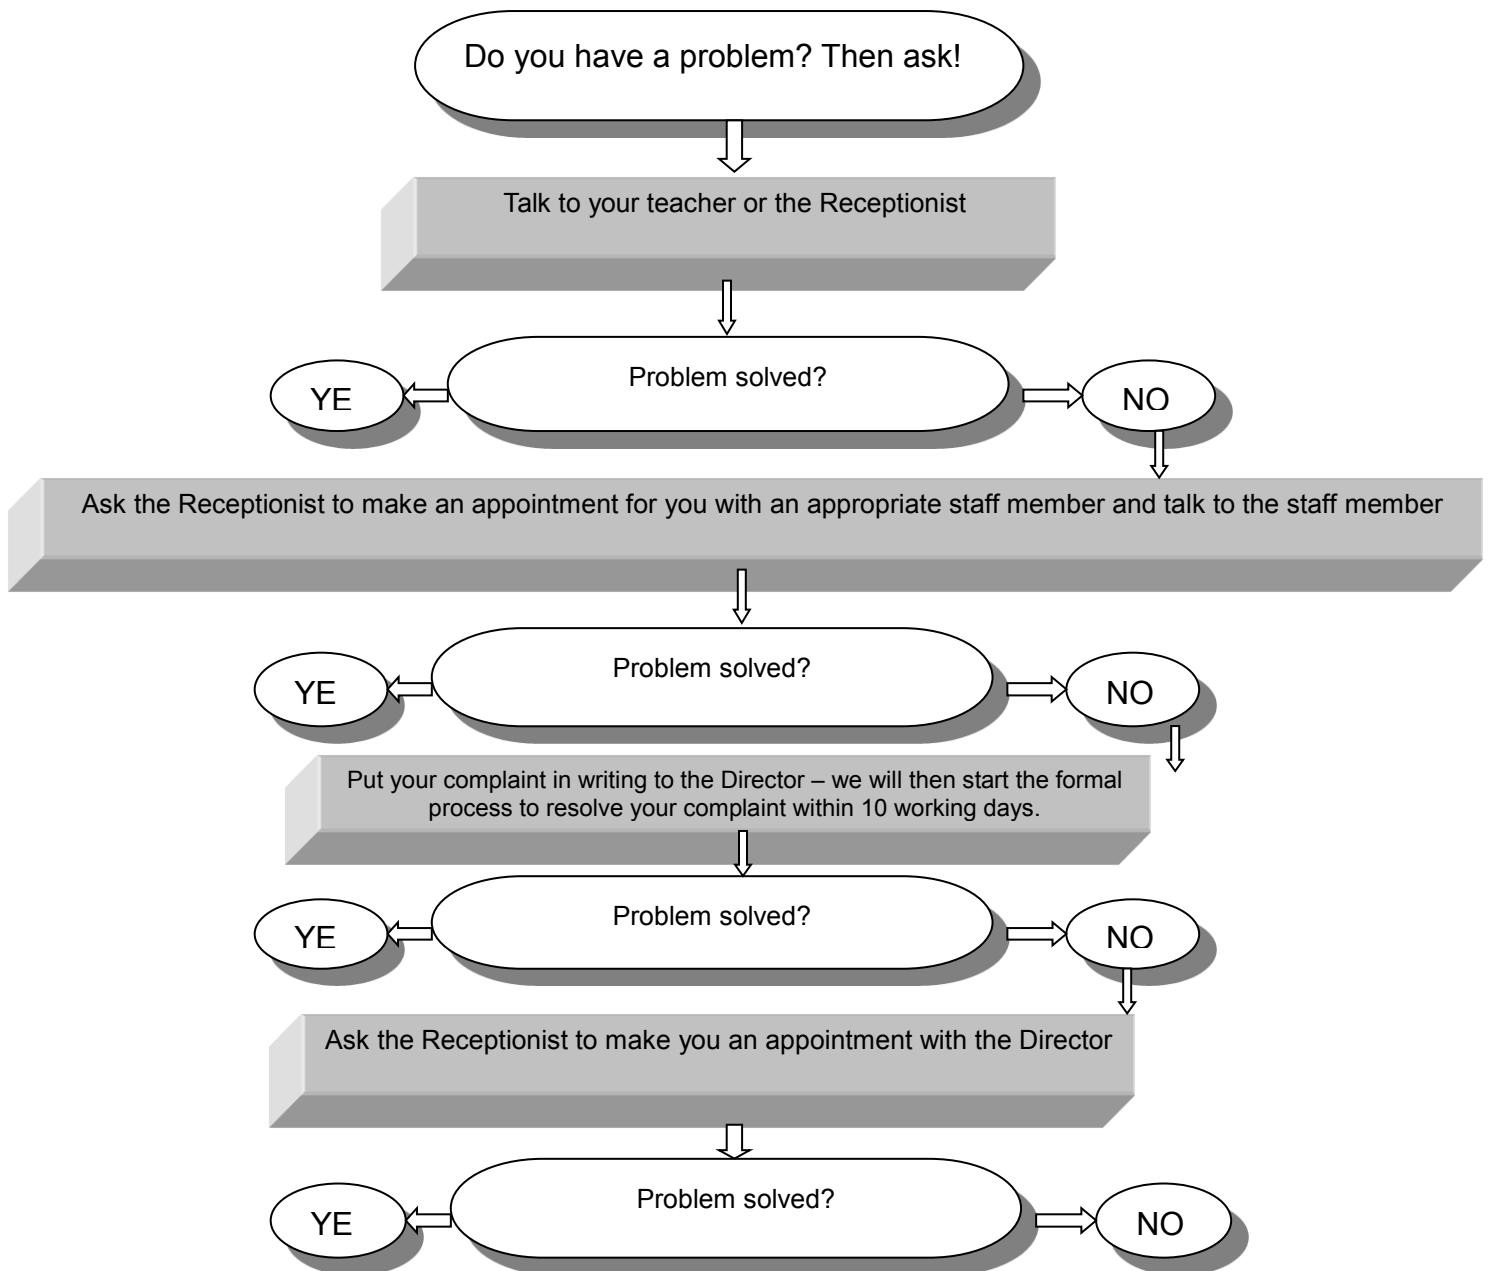 Do you have a problem? Then ask!
Talk to your teacher or the Receptionist
Problem solved?
YE
NO
Ask the Receptionist to make an appointment for you with an appropriate staff member and talk to the staff member
Problem solved?
YE
NO
Put your complaint in writing to the Director – we will then start the formal
process to resolve your complaint within 10 working days.
Problem solved?
YE
NO
Ask the Receptionist to make you an appointment with the Director
Problem solved?
YE
NO